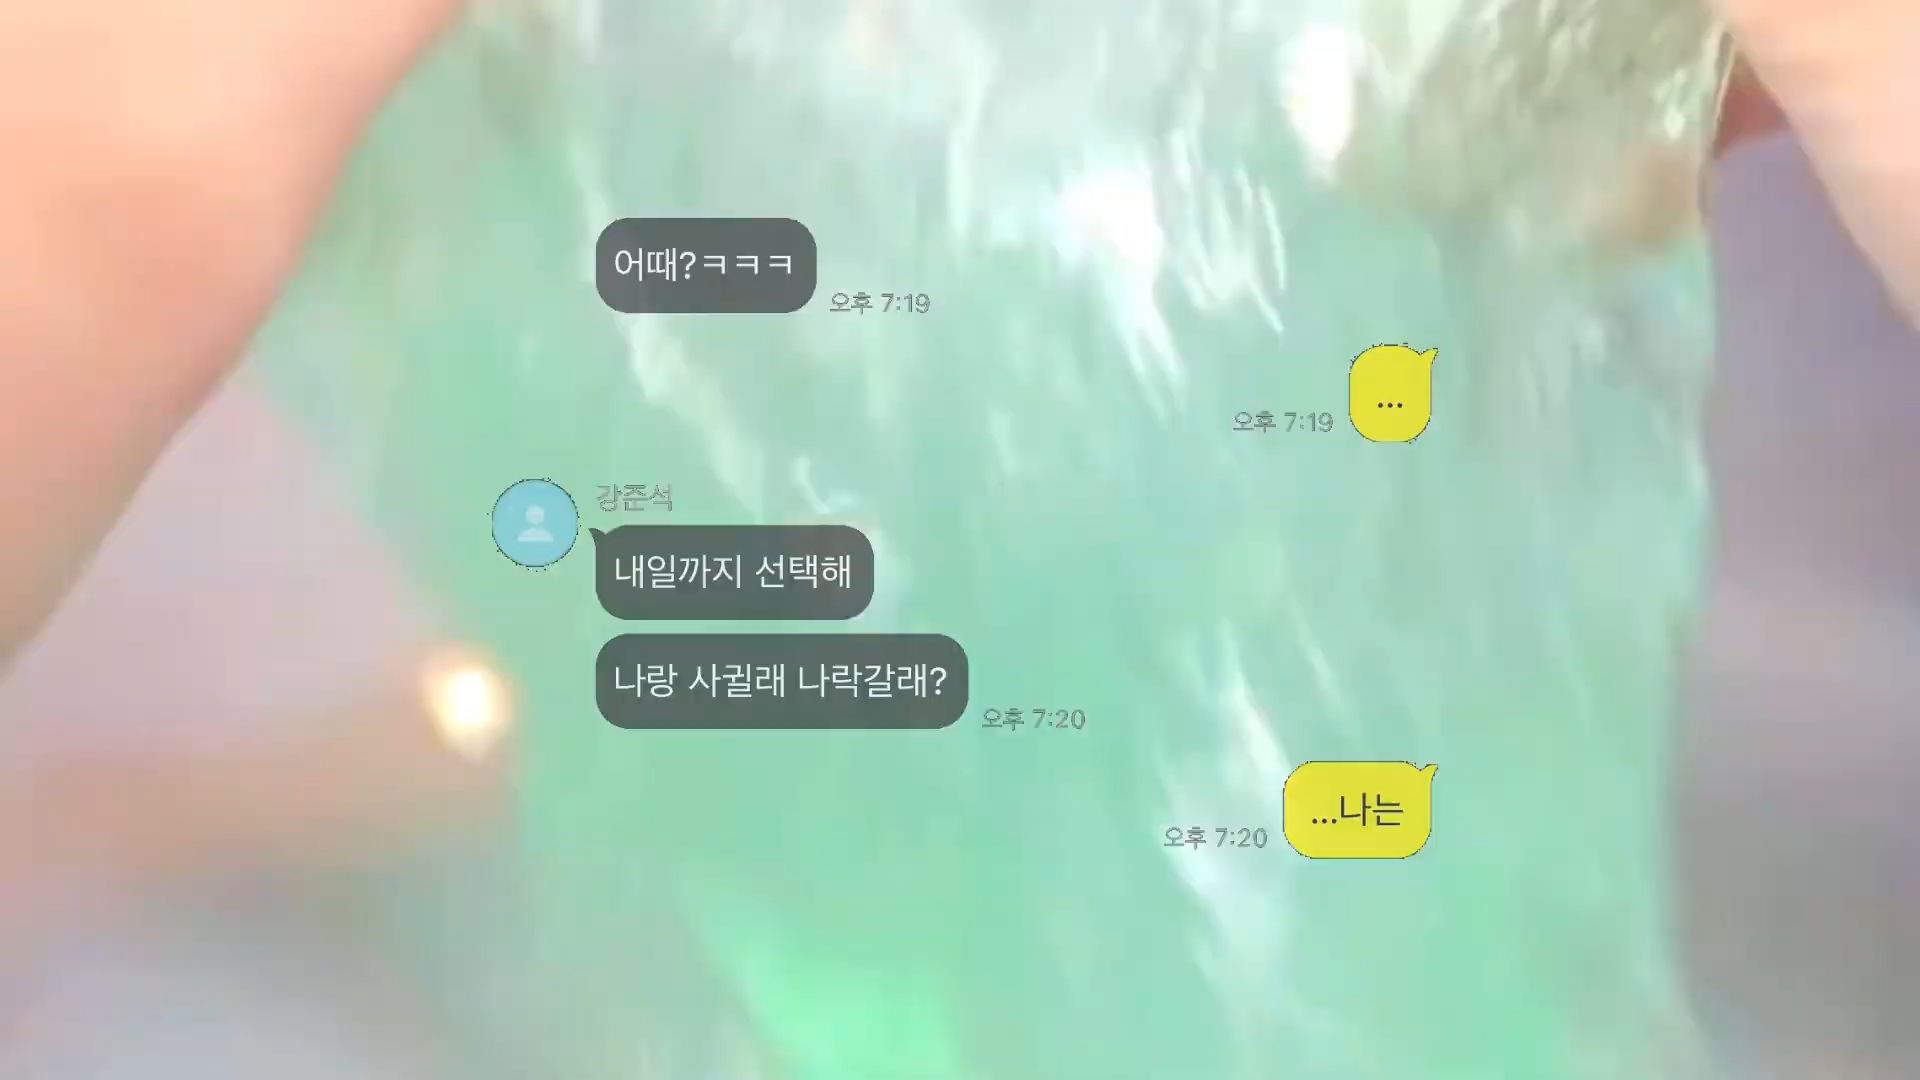 어때?ㅋㅋㅋ
오후 7:19
...
오후 7:19
강준석
내일까지 선택해
나랑 사귈래 나락갈래?
오후 7:20
...나는
오후 7:20